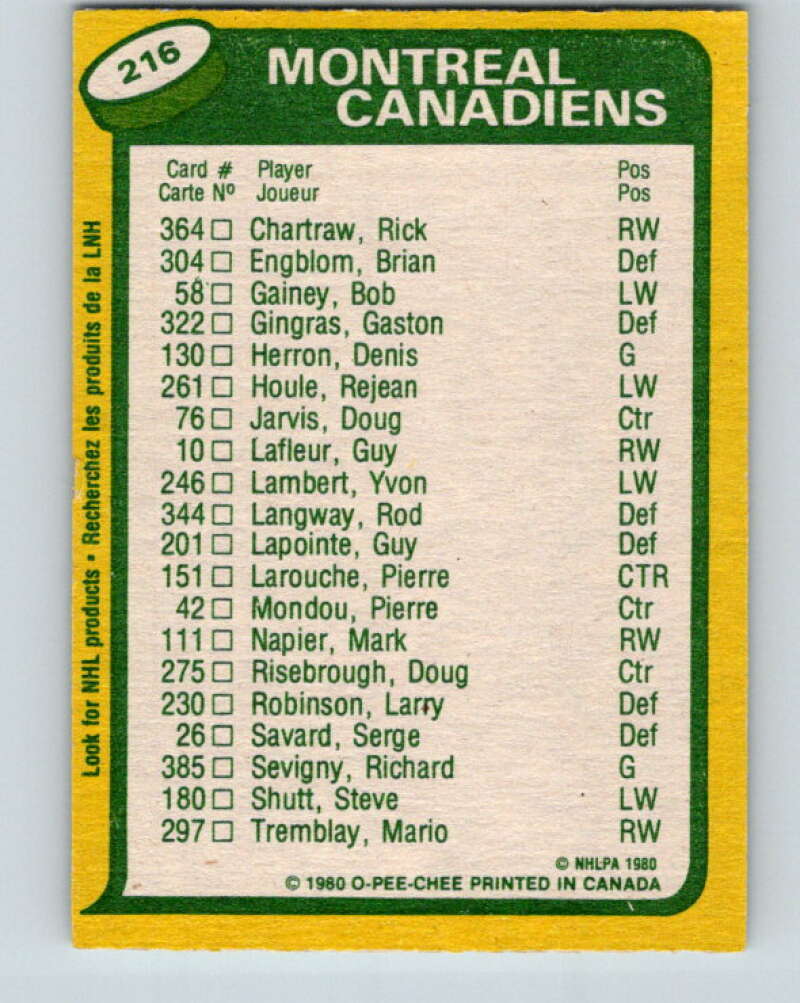 216
MONTREAL
CANADIENS
Card # Player Pos
Carte Nº Joueur Pos
364 □ Chartraw, Rick RW
304 □ Engblom, Brian Def
58 □ Gainey, Bob LW
322 □ Gingras, Gaston Def
130 □ Herron, Denis G
261 □ Houle, Rejean LW
76 □ Jarvis, Doug Ctr
10 □ Lafleur, Guy RW
246 □ Lambert, Yvon LW
344 □ Langway, Rod Def
201 □ Lapointe, Guy Def
151 □ Larouche, Pierre CTR
42 □ Mondou, Pierre Ctr
111 □ Napier, Mark RW
275 □ Risebrough, Doug Ctr
230 □ Robinson, Larry Def
26 □ Savard, Serge Def
385 □ Sevigny, Richard G
180 □ Shutt, Steve LW
297 □ Tremblay, Mario RW
© NHLPA 1980
© 1980 O-PEE-CHEE PRINTED IN CANADA
Look for NHL products • Recherchez les produits de la LNH